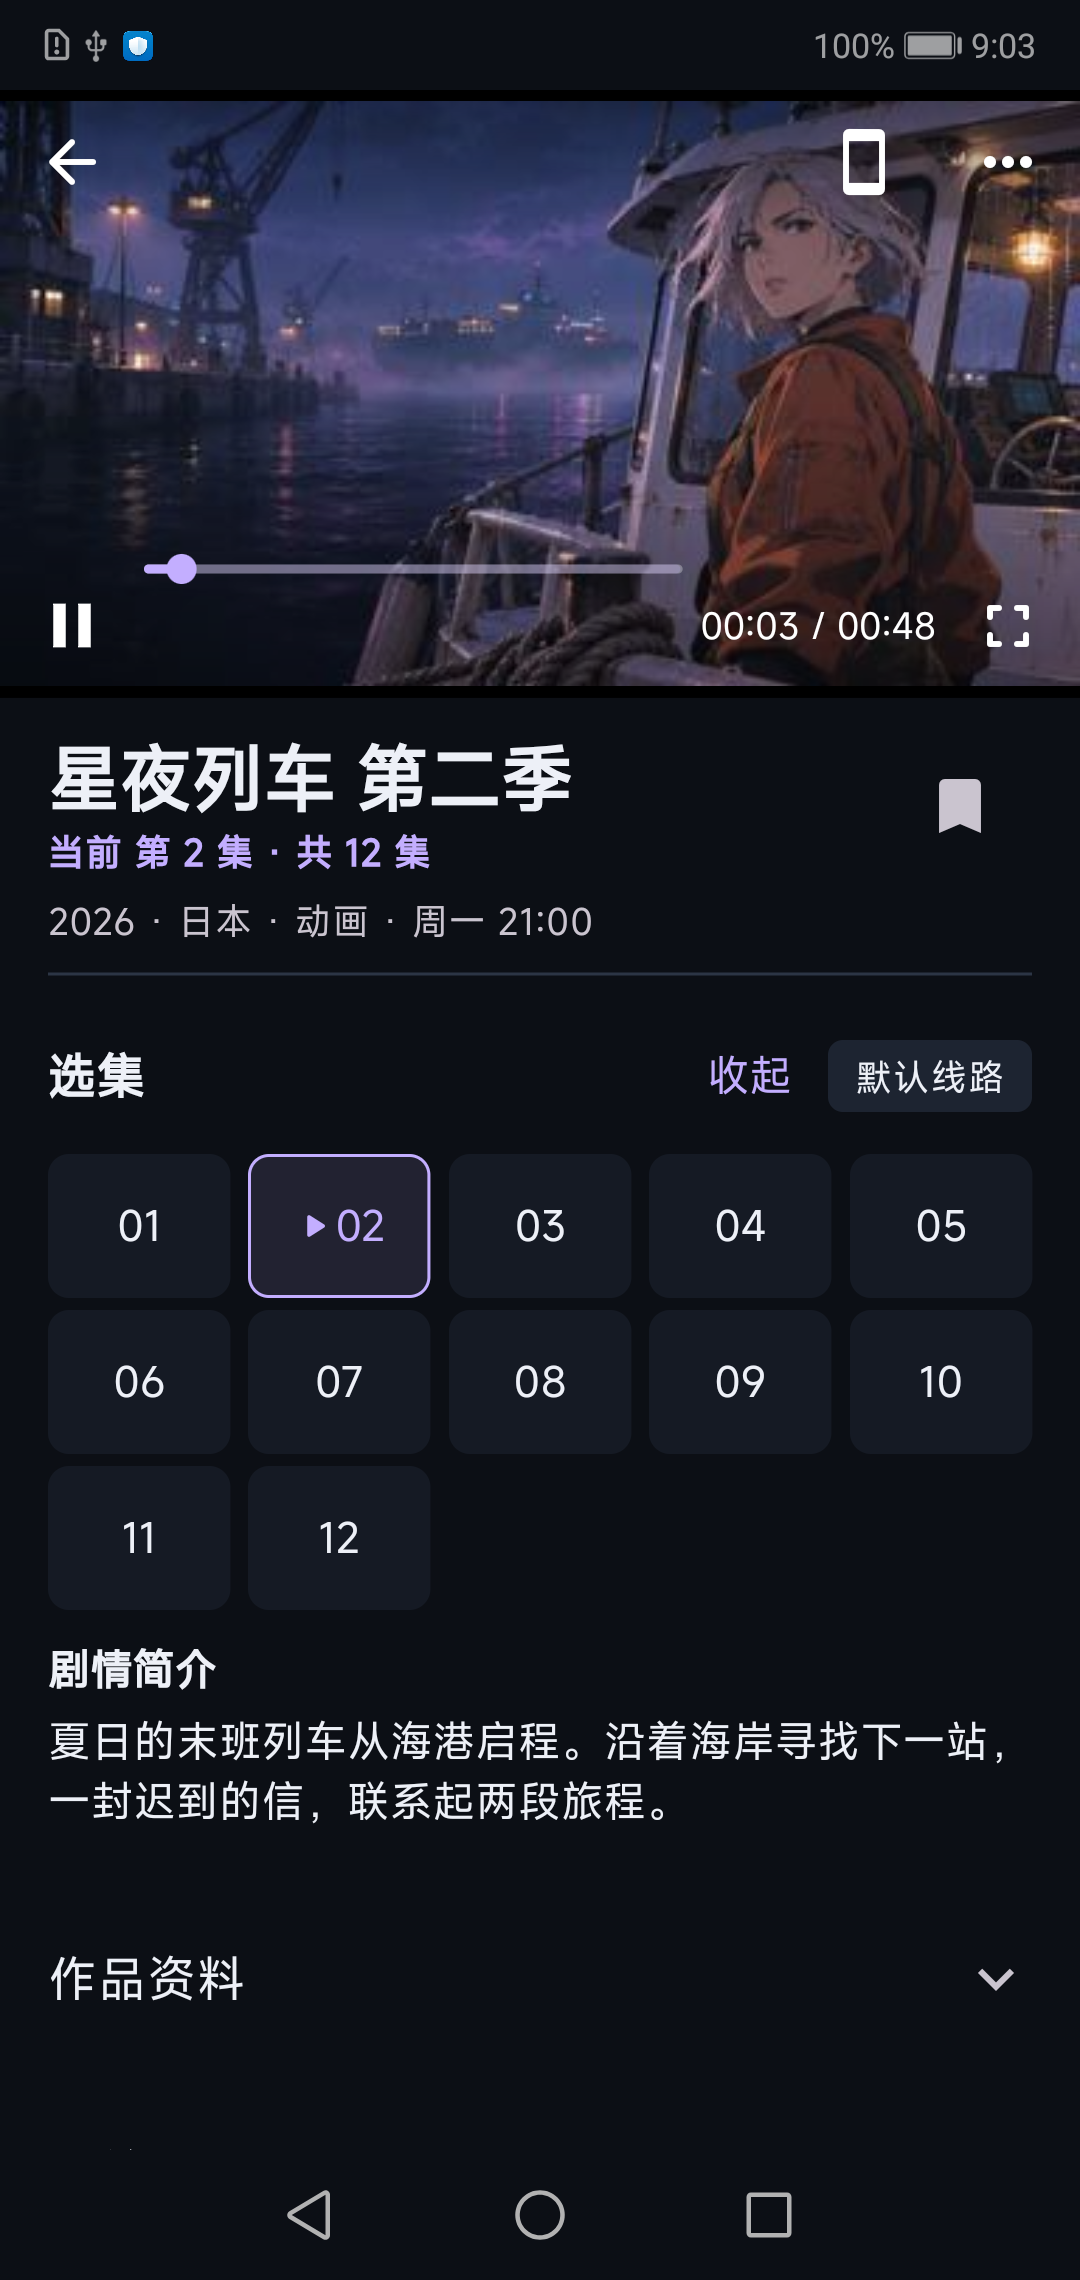 100% 9:03
00:03 / 00:48
星夜列车 第二季
当前 第 2 集 · 共 12 集
2026 · 日本 · 动画 · 周一 21:00
选集 收起 默认线路
01 02 03 04 05
06 07 08 09 10
11 12
剧情简介
夏日的末班列车从海港启程。沿着海岸寻找下一站，
一封迟到的信，联系起两段旅程。
作品资料